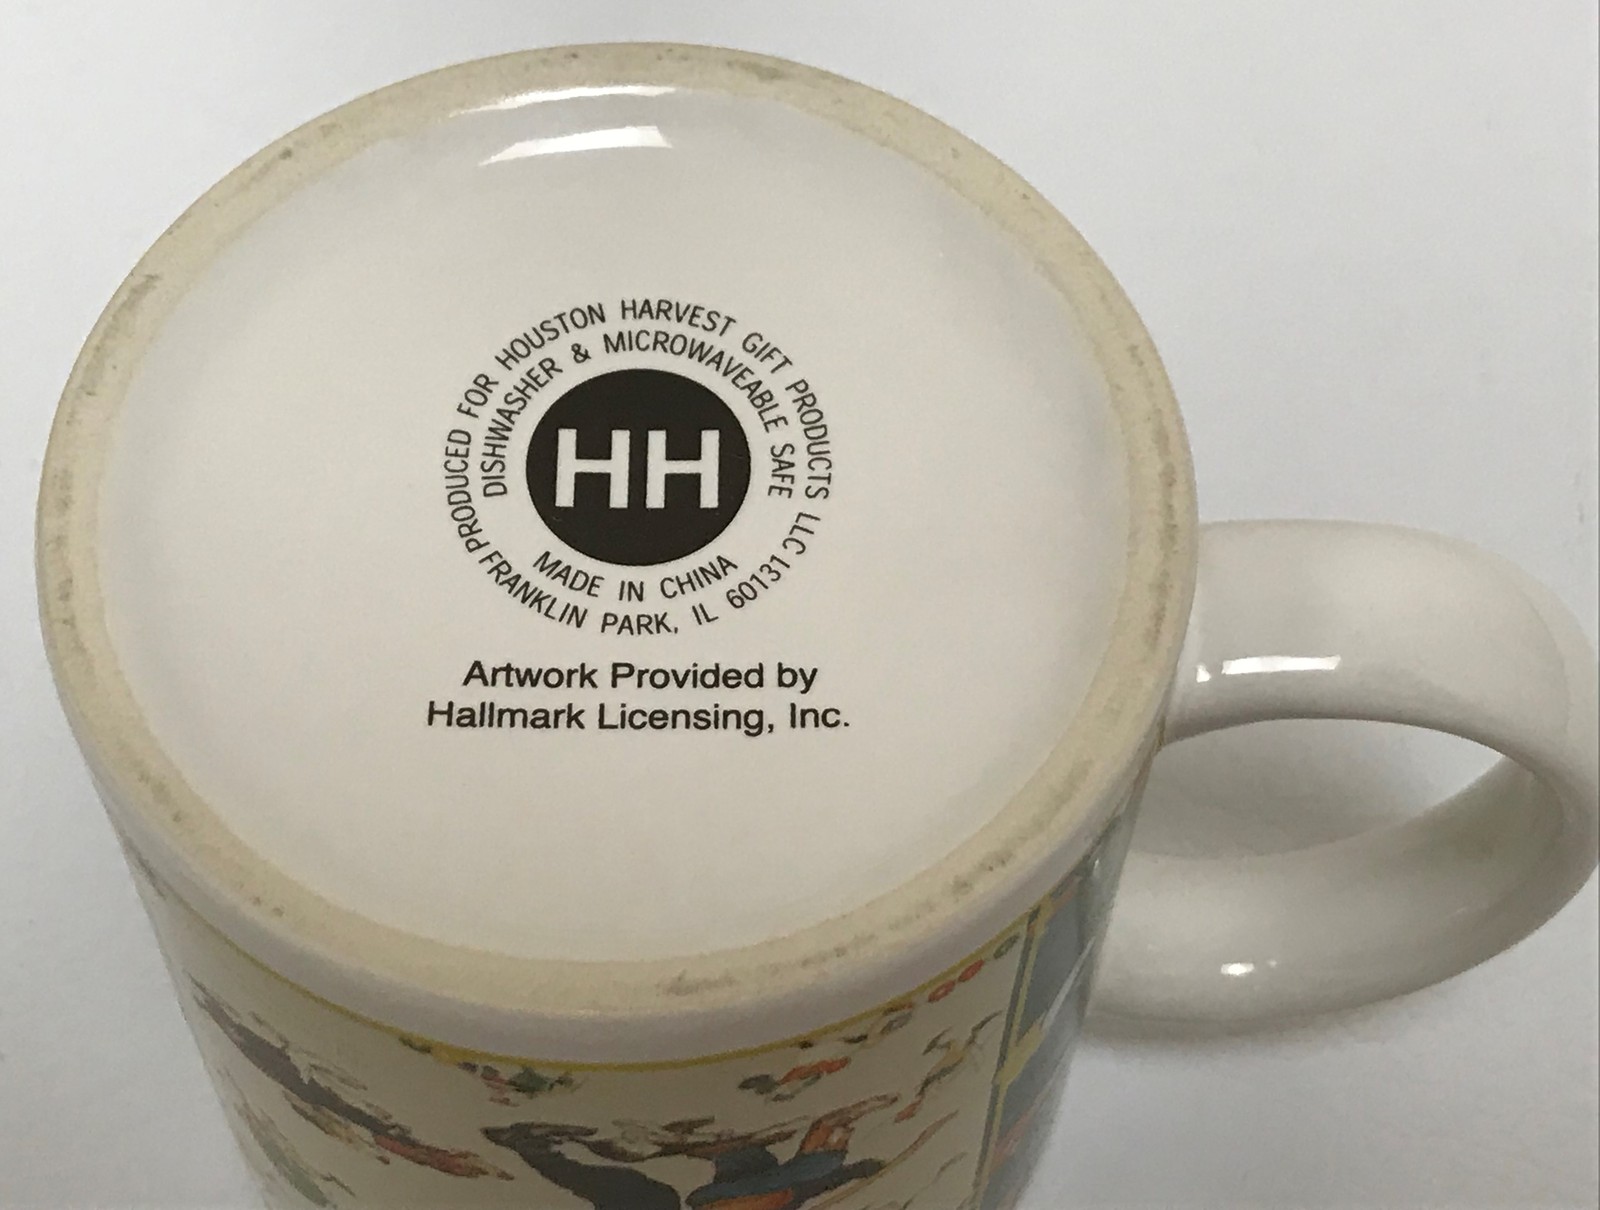 PRODUCED FOR HOUSTON HARVEST GIFT PRODUCTS LLC
DISHWASHER & MICROWAVEABLE SAFE
HH
MADE IN CHINA
FRANKLIN PARK, IL 60131
Artwork Provided by
Hallmark Licensing, Inc.